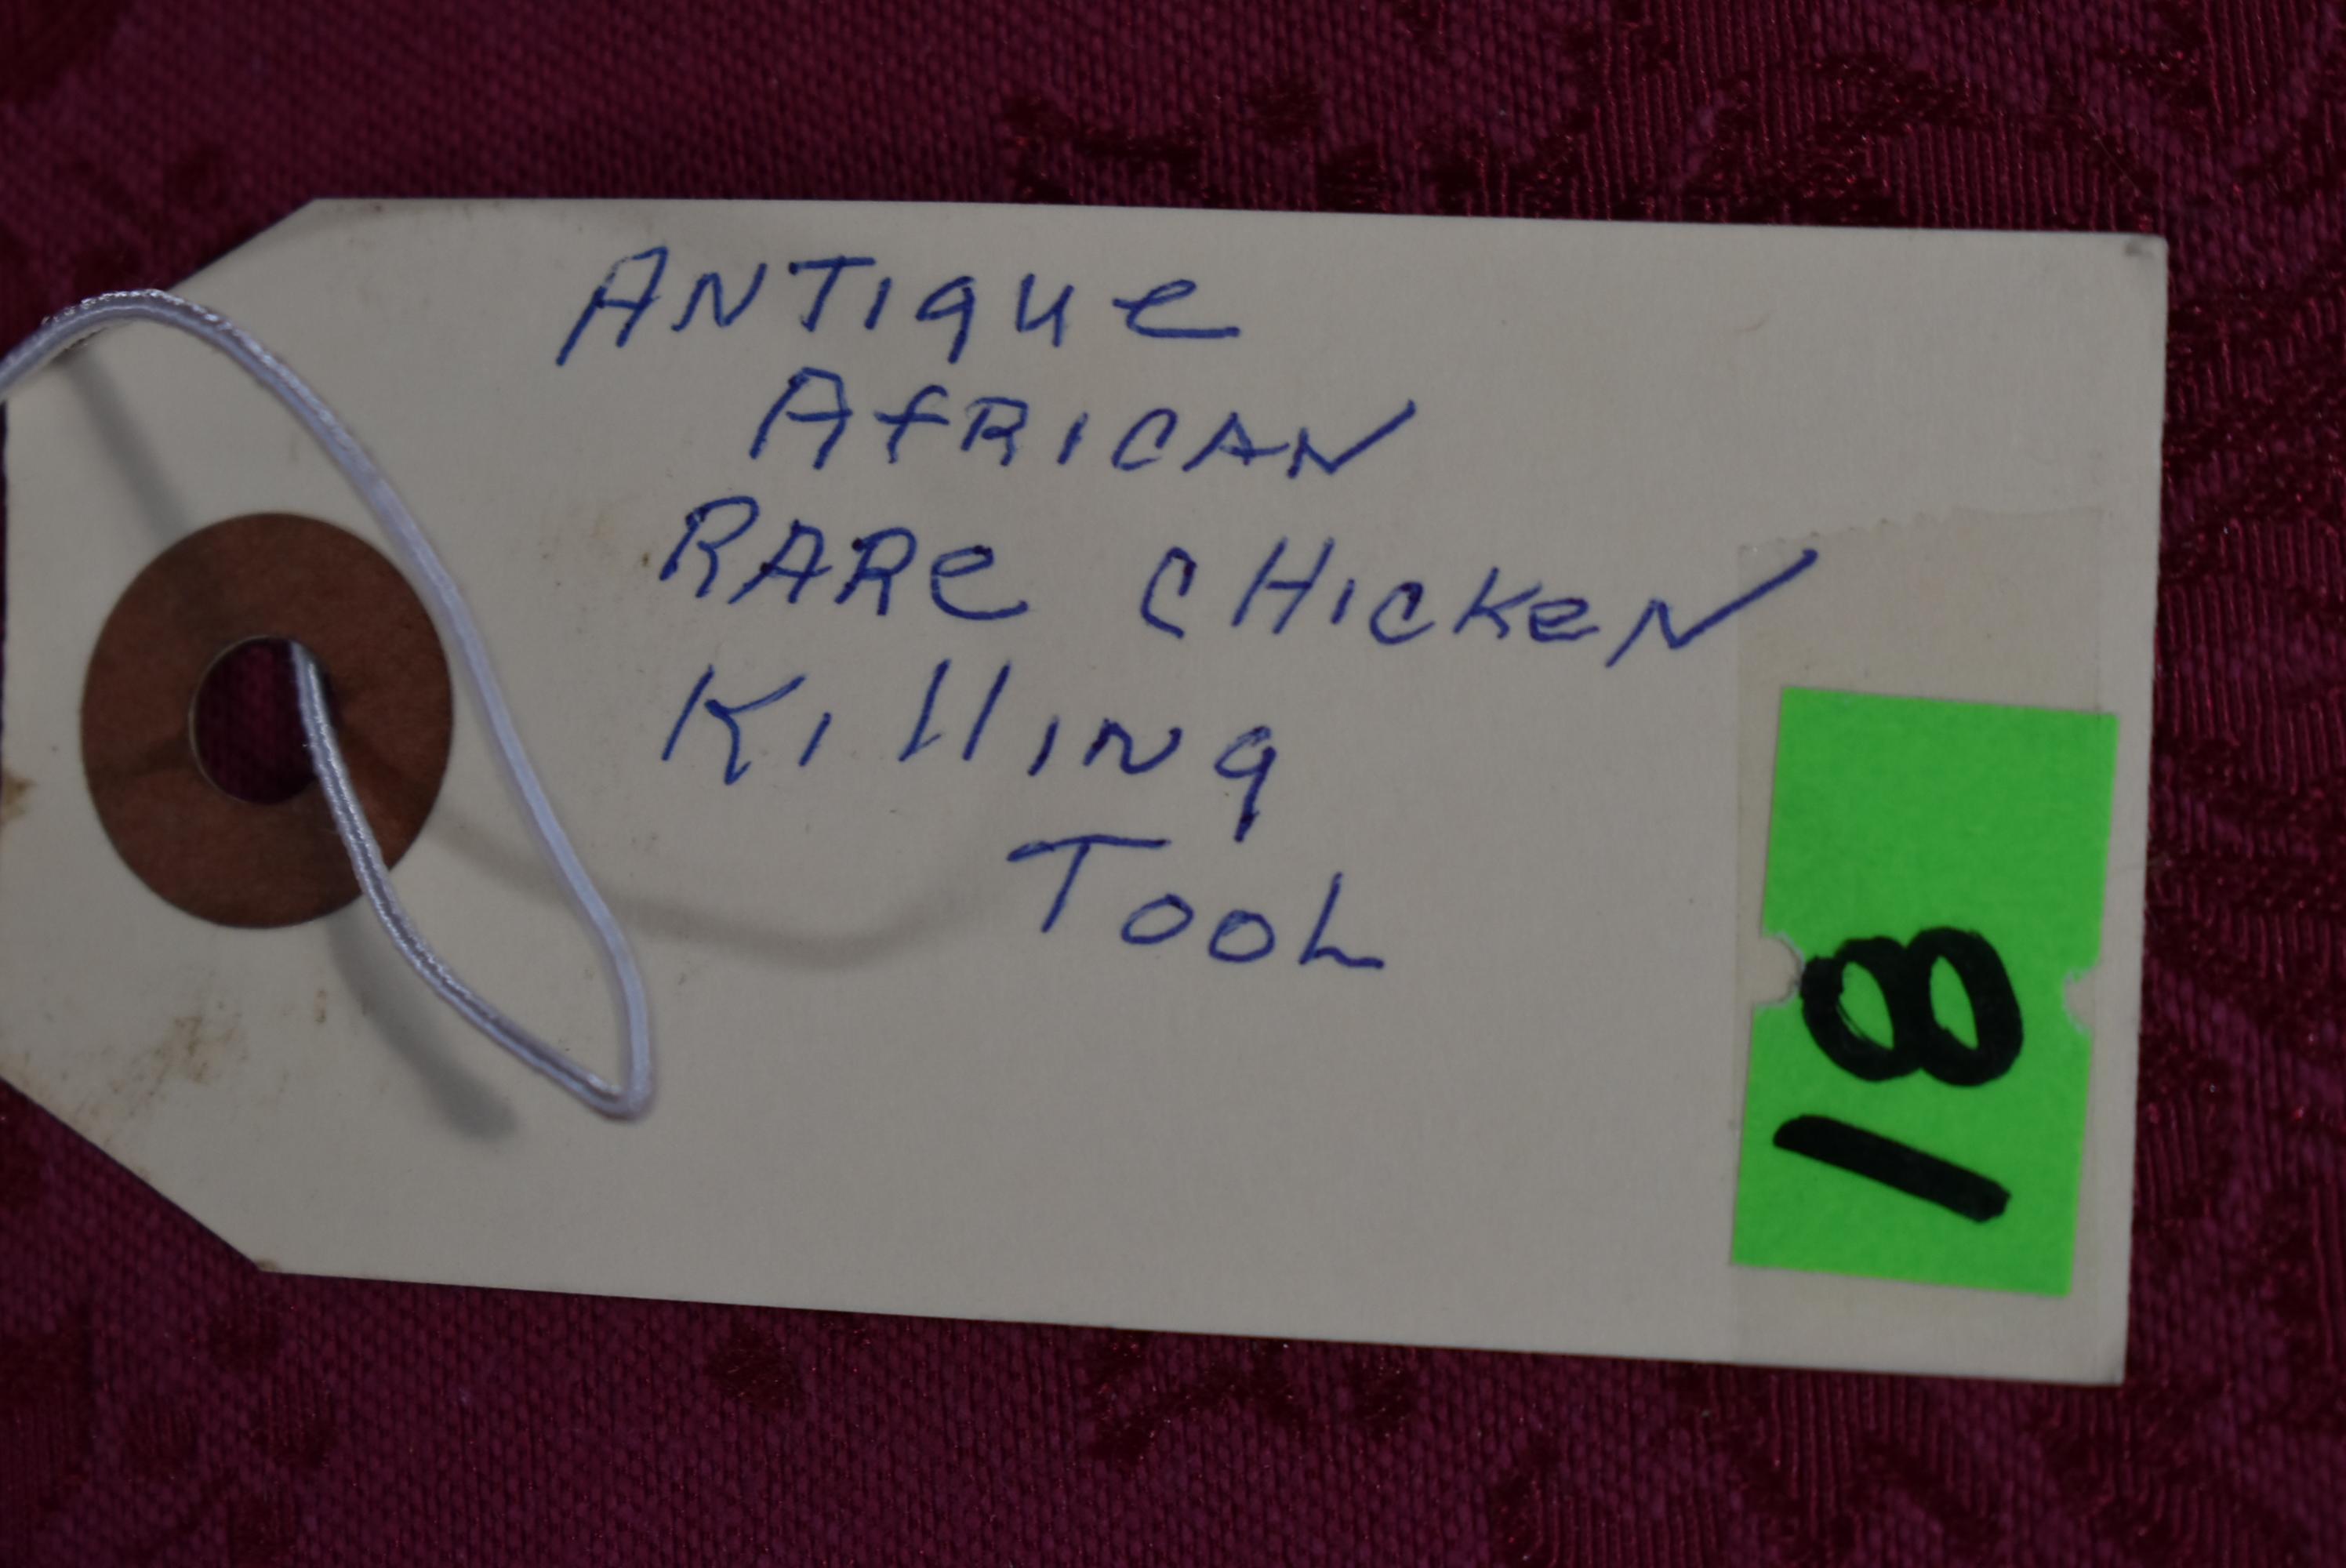 ANTique
AfRICAN
RARe CHicKeN
Killing
TOOL
18